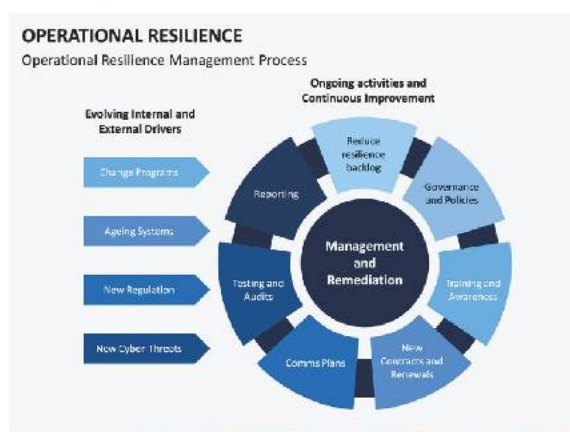 OPERATIONAL RESILIENCE
Operational Resilience Management Process
Evolving Internal and
External Drivers
Change Programs
Ageing Systems
New Regulation
New Cyber Threats
Ongoing activities and
Continuous Improvement
Reduce
resilience
backlog
Governance
and Policies
Training and
Awareness
New
Contracts and
Renewals
Comms Plans
Testing and
Audits
Reporting
Management
and
Remediation